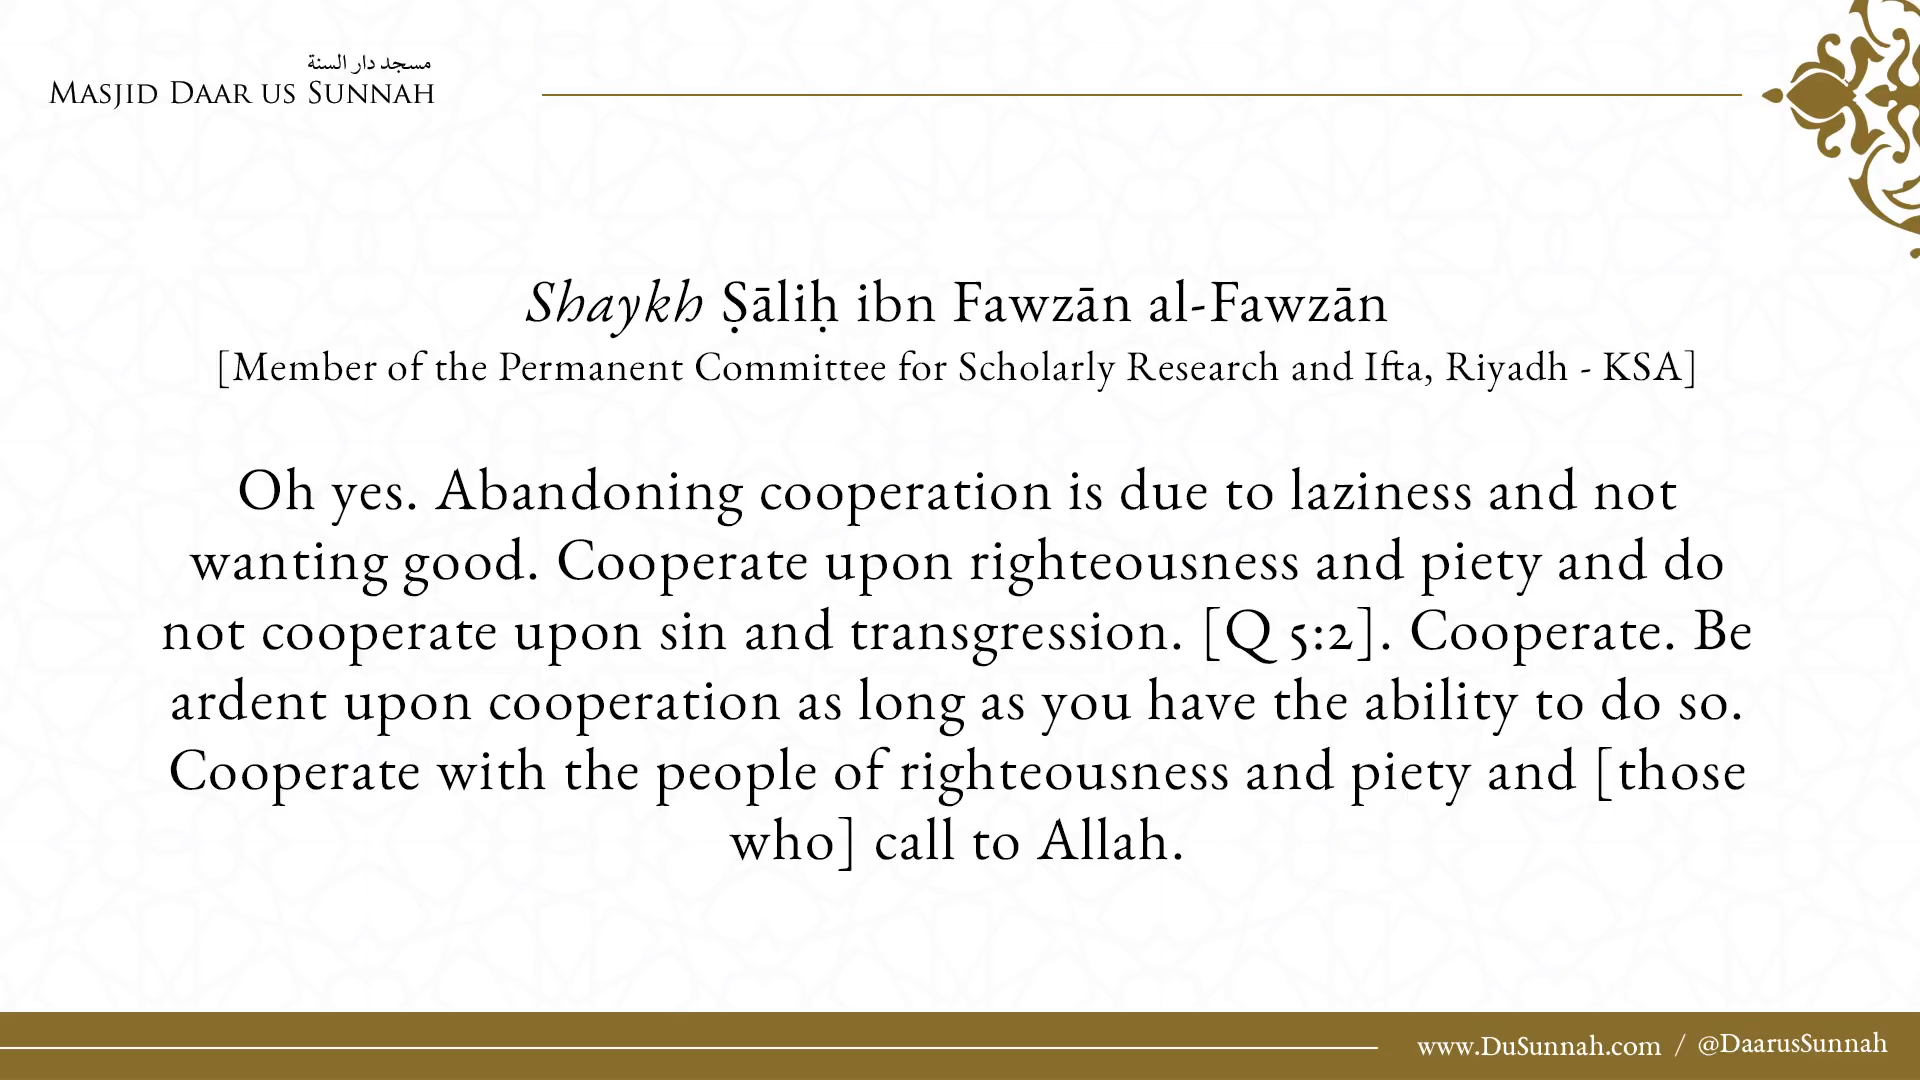 مسجد دار السنة
Masjid Daar us Sunnah
Shaykh Ṣāliḥ ibn Fawzān al-Fawzān
[Member of the Permanent Committee for Scholarly Research and Ifta, Riyadh - KSA]
Oh yes. Abandoning cooperation is due to laziness and not
wanting good. Cooperate upon righteousness and piety and do
not cooperate upon sin and transgression. [Q 5:2]. Cooperate. Be
ardent upon cooperation as long as you have the ability to do so.
Cooperate with the people of righteousness and piety and [those
who] call to Allah.
www.DuSunnah.com / @DaarusSunnah